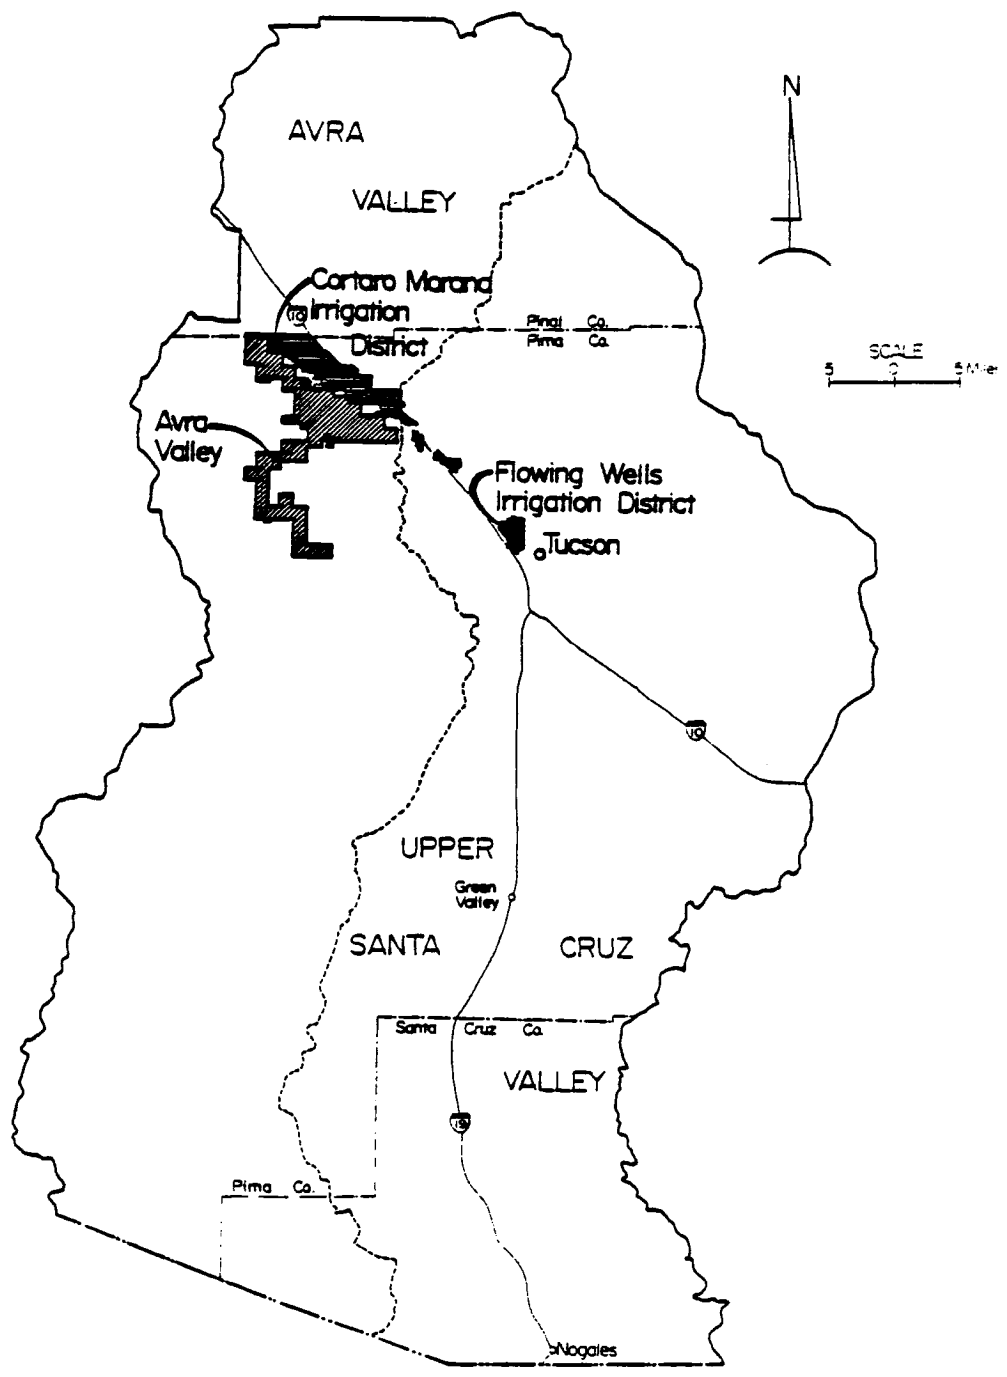 N
AVRA
VALLEY
Cortaro Marana
10 Irrigation
District
Pinal Co.
Pima Co.
SCALE
5 0 5 Miles
Avra
Valley
Flowing Wells
Irrigation District
Tucson
10
UPPER
Green
Valley
SANTA CRUZ
Santa Cruz Co.
VALLEY
19
Pima Co.
Nogales